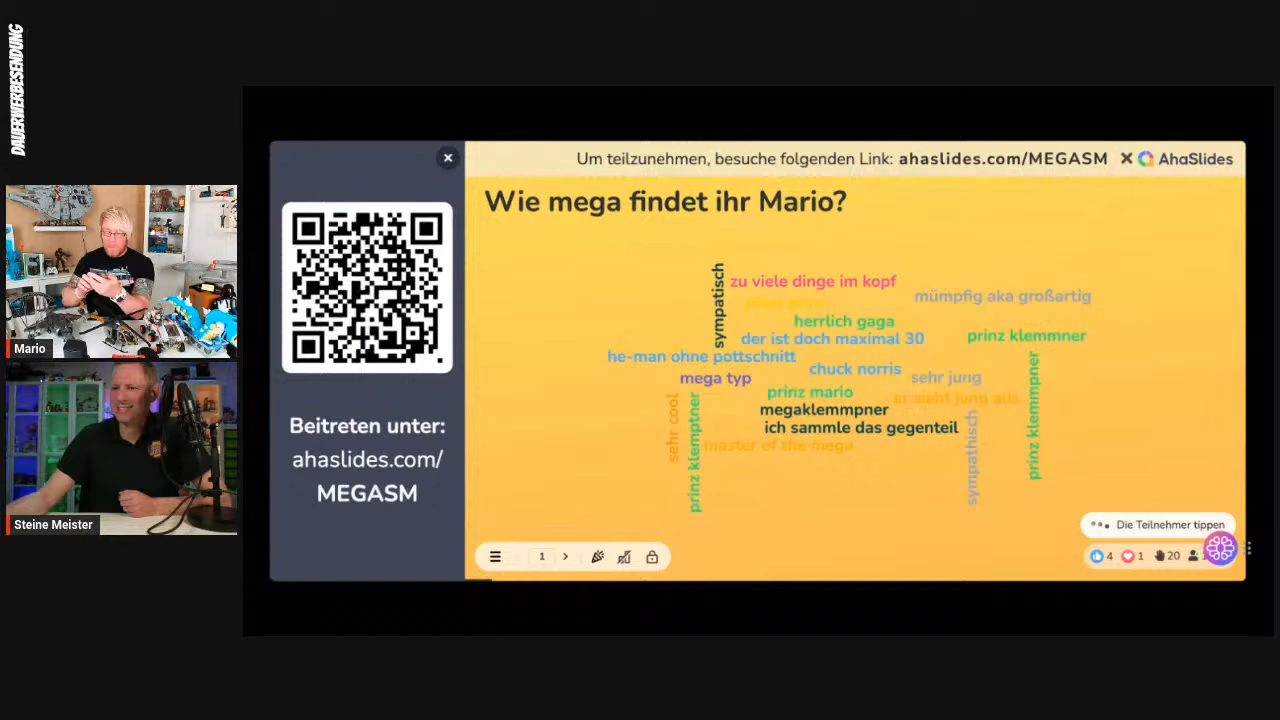 DAUERWERBESENDUNG
Mario
Steine Meister
Beitreten unter:
ahaslides.com/
MEGASM
Um teilzunehmen, besuche folgenden Link: ahaslides.com/MEGASM
AhaSlides
Wie mega findet ihr Mario?
sympatisch
zu viele dinge im kopf
mümpfig aka großartig
herrlich gaga
der ist doch maximal 30
prinz klemmner
he-man ohne pottschnitt
chuck norris
mega typ
sehr jung
prinz mario
er sieht jung aus
megaklemmpner
ich sammle das gegenteil
master of the mega
sehr cool
prinz klemptner
sympathisch
prinz klemmpner
Die Teilnehmer tippen
1
4
1
20